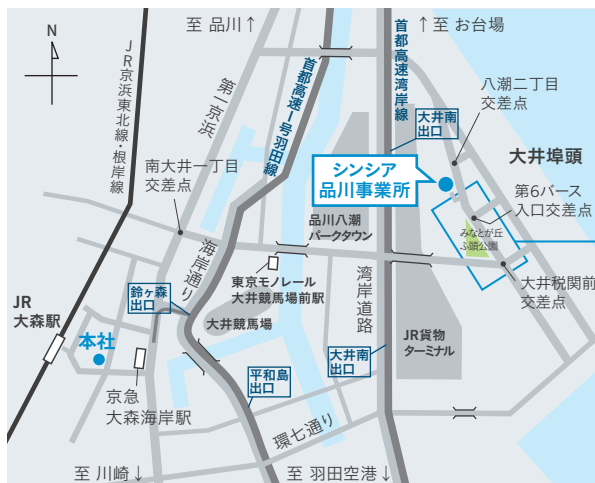 至 品川↑
↑至 お台場
N
JR京浜東北線・根岸線
第一京浜
首都高速1号羽田線
首都高速湾岸線
八潮二丁目
交差点
大井南
出口
大井埠頭
シンシア
品川事業所
南大井一丁目
交差点
第6バース
入口交差点
品川八潮
パークタウン
みなとが丘
ふ頭公園
海岸通り
東京モノレール
大井競馬場前駅
湾岸道路
大井税関前
交差点
鈴ヶ森
出口
JR
大森駅
大井競馬場
本社
大井南
出口
JR貨物
ターミナル
平和島
出口
京急
大森海岸駅
環七通り
至 川崎↓
至 羽田空港↓